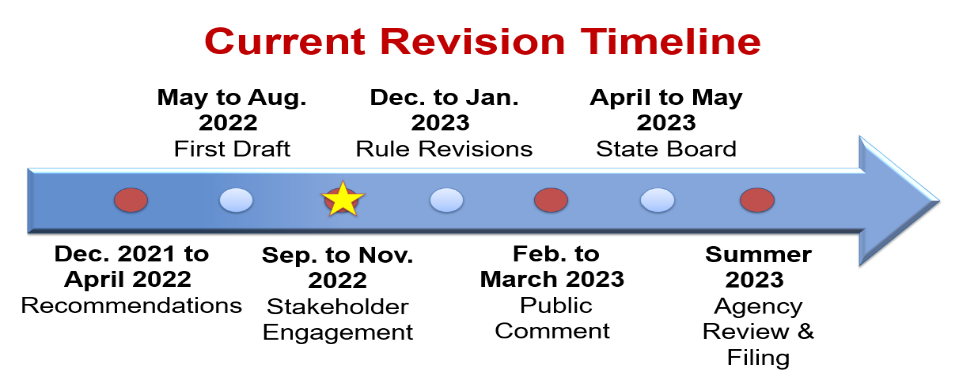 Current Revision Timeline
May to Aug.
2022
First Draft
Dec. to Jan.
2023
Rule Revisions
April to May
2023
State Board
Dec. 2021 to
April 2022
Recommendations
Sep. to Nov.
2022
Stakeholder
Engagement
Feb. to
March 2023
Public
Comment
Summer
2023
Agency
Review &
Filing